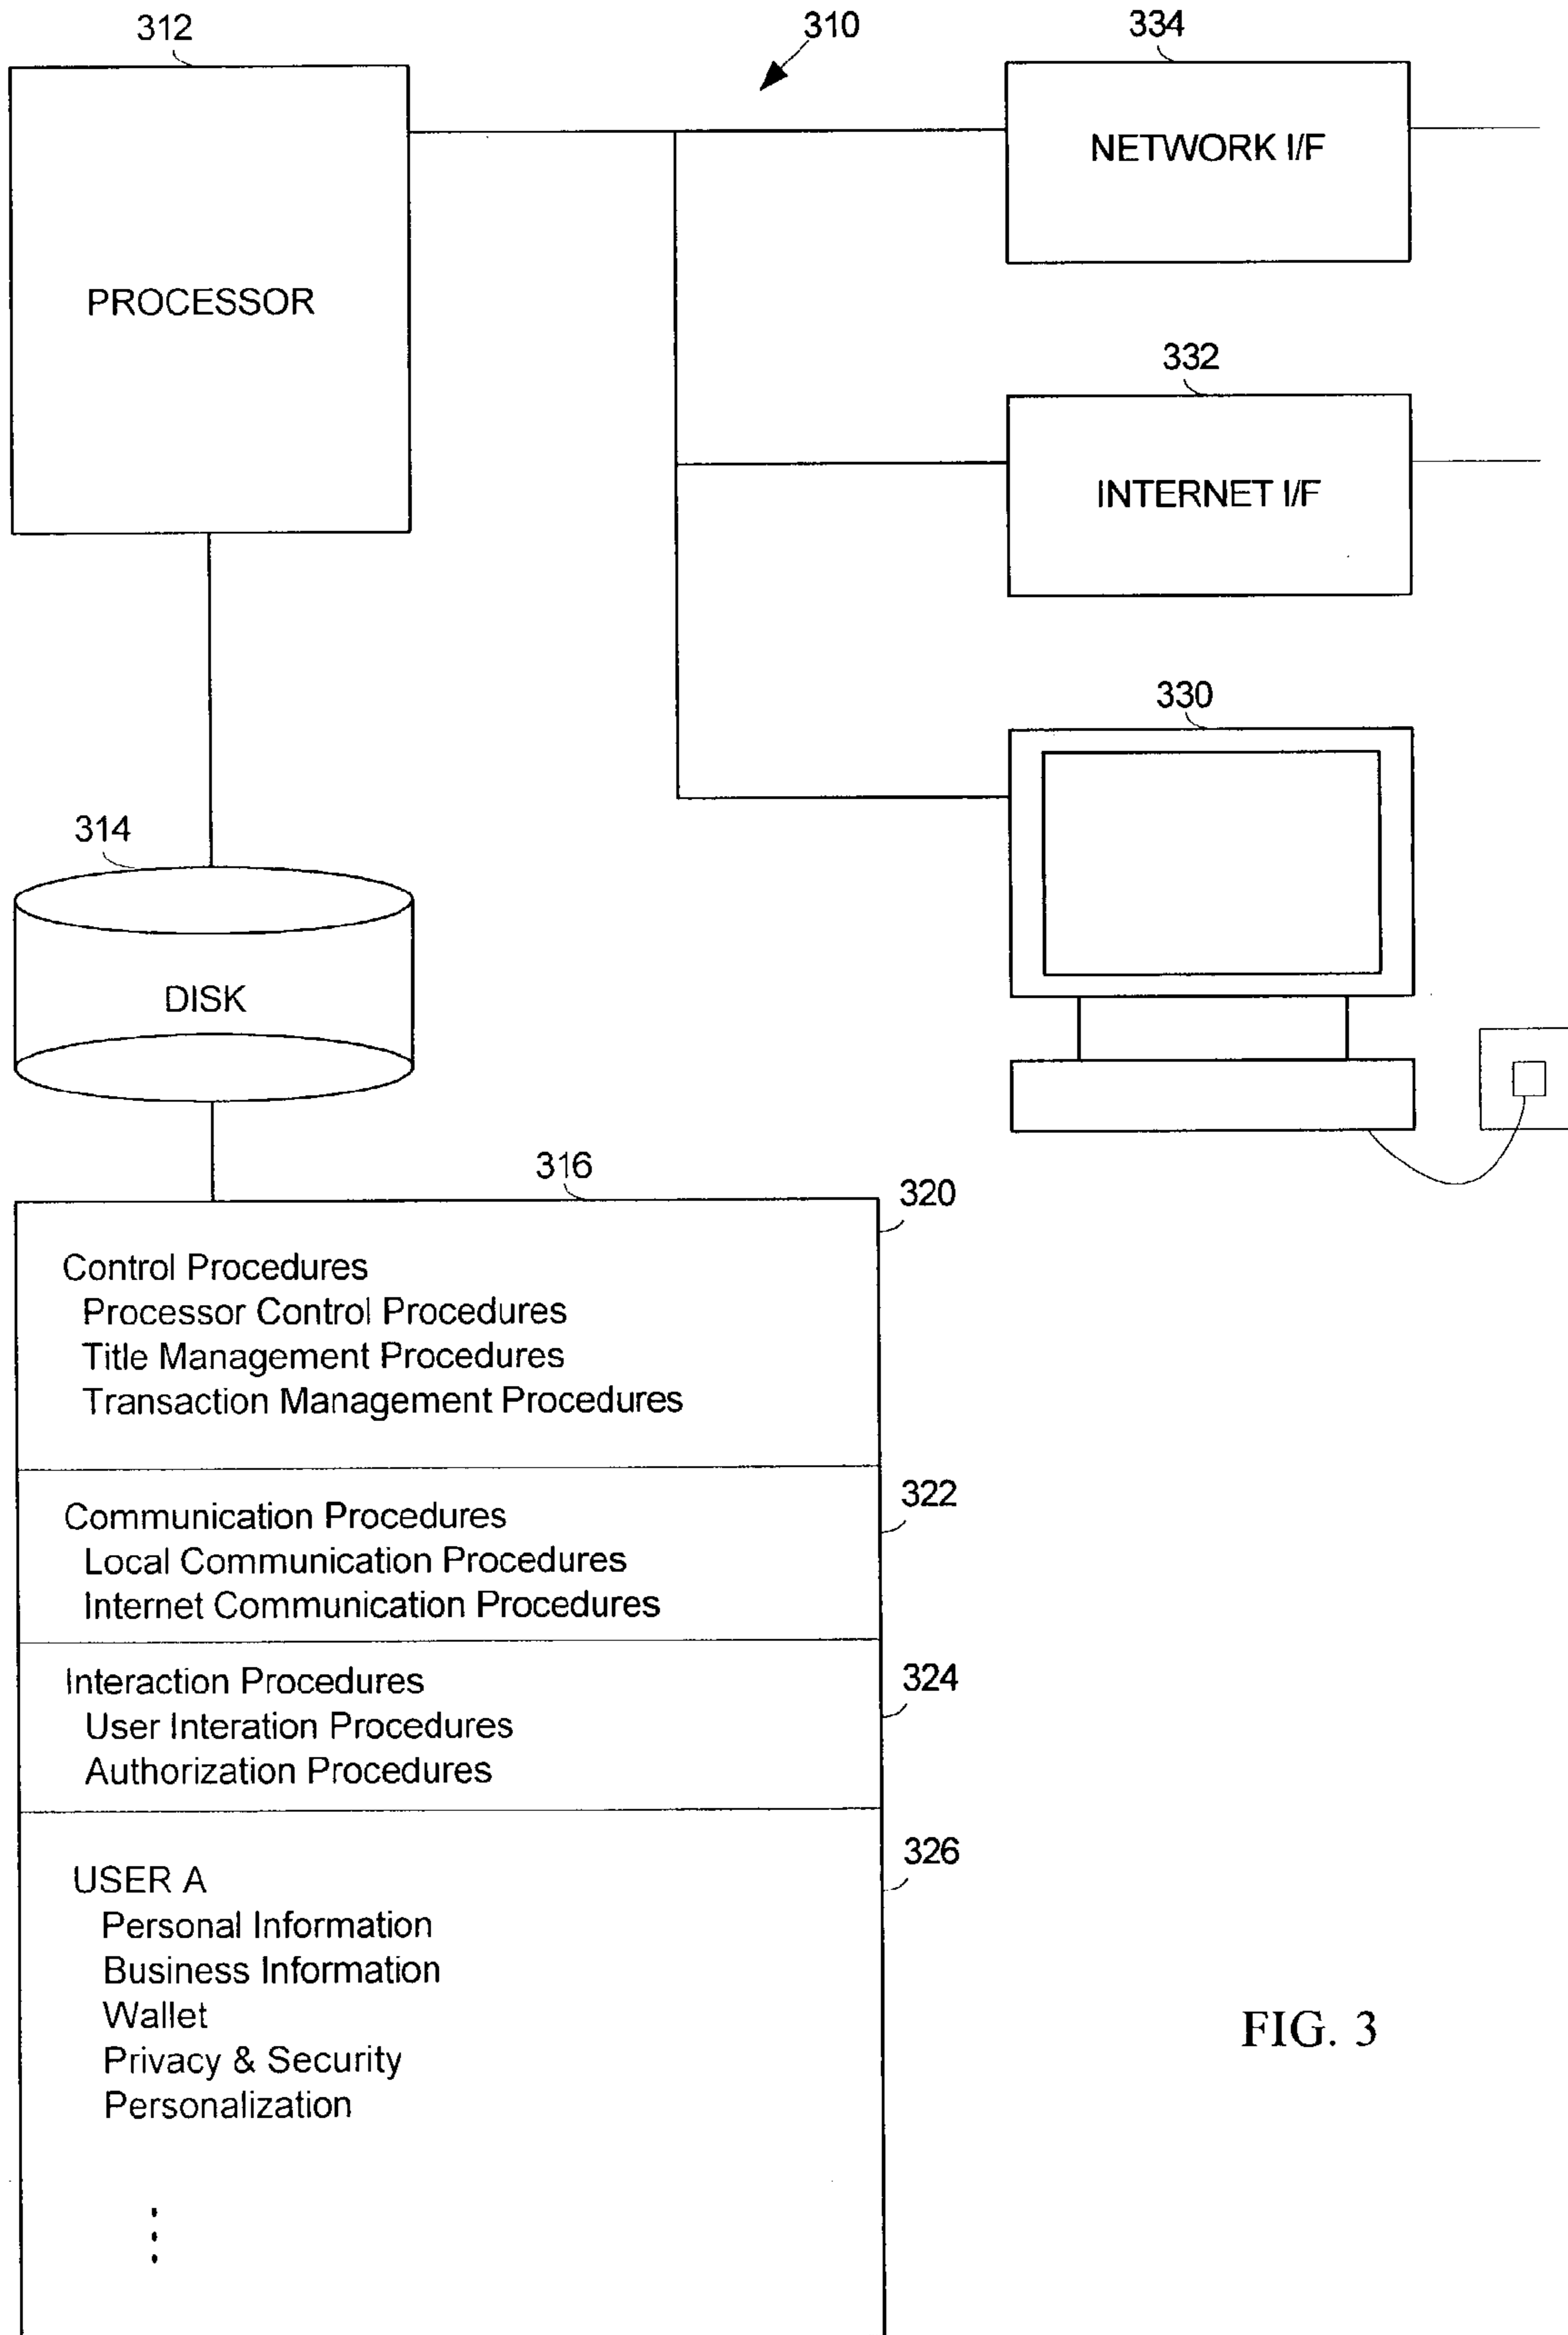 312
310
334
NETWORK I/F
PROCESSOR
332
INTERNET I/F
330
314
DISK
316
320
Control Procedures
Processor Control Procedures
Title Management Procedures
Transaction Management Procedures
322
Communication Procedures
Local Communication Procedures
Internet Communication Procedures
324
Interaction Procedures
User Interation Procedures
Authorization Procedures
326
USER A
Personal Information
Business Information
Wallet
Privacy & Security
Personalization
FIG. 3